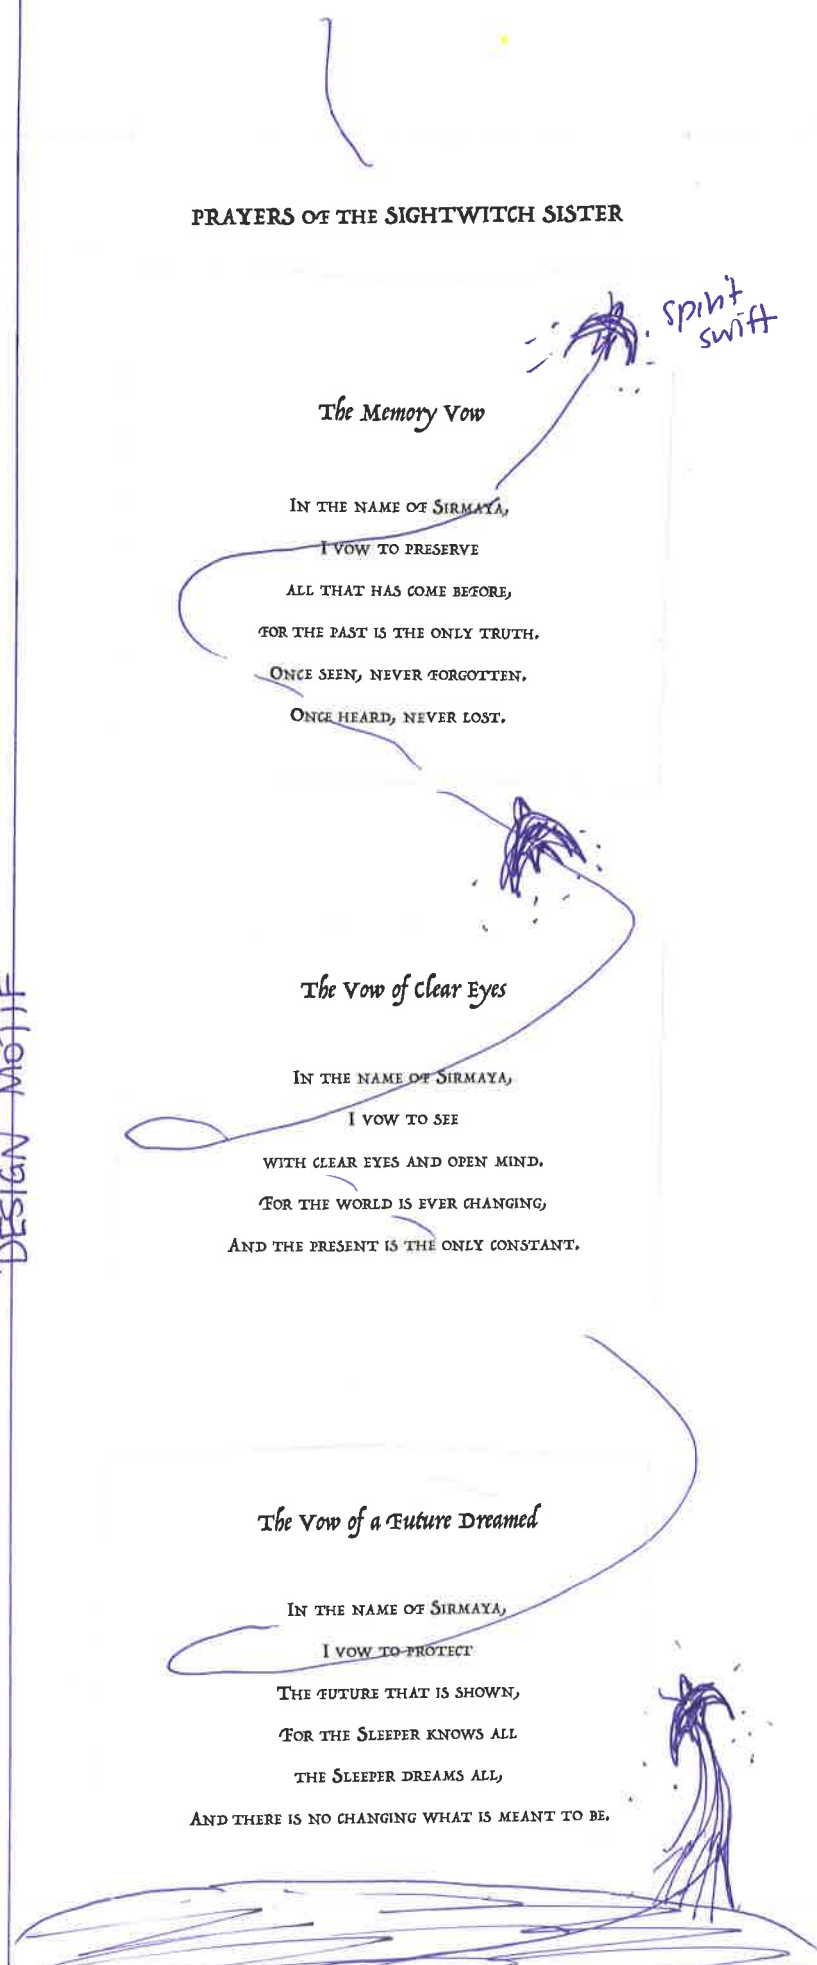 PRAYERS OF THE SIGHTWITCH SISTER
spirit
swift
The Memory Vow
IN THE NAME OF SIRMAYA,
I VOW TO PRESERVE
ALL THAT HAS COME BEFORE,
FOR THE PAST IS THE ONLY TRUTH.
ONCE SEEN, NEVER FORGOTTEN.
ONCE HEARD, NEVER LOST.
The Vow of Clear Eyes
IN THE NAME OF SIRMAYA,
I VOW TO SEE
WITH CLEAR EYES AND OPEN MIND.
FOR THE WORLD IS EVER CHANGING,
AND THE PRESENT IS THE ONLY CONSTANT.
The Vow of a Future Dreamed
IN THE NAME OF SIRMAYA,
I VOW TO PROTECT
THE FUTURE THAT IS SHOWN,
FOR THE SLEEPER KNOWS ALL
THE SLEEPER DREAMS ALL,
AND THERE IS NO CHANGING WHAT IS MEANT TO BE.
DESIGN MOTIF